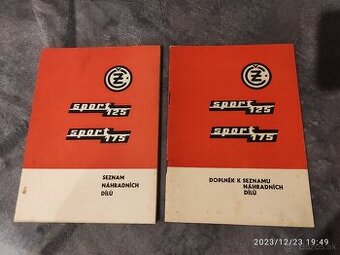 ČZ
sport 125
sport 175
SEZNAM
NÁHRADNÍCH
DÍLŮ
ČZ
sport 125
sport 175
DOPLNĚK K SEZNAMU
NÁHRADNÍCH
DÍLŮ
2023/12/23 19:49